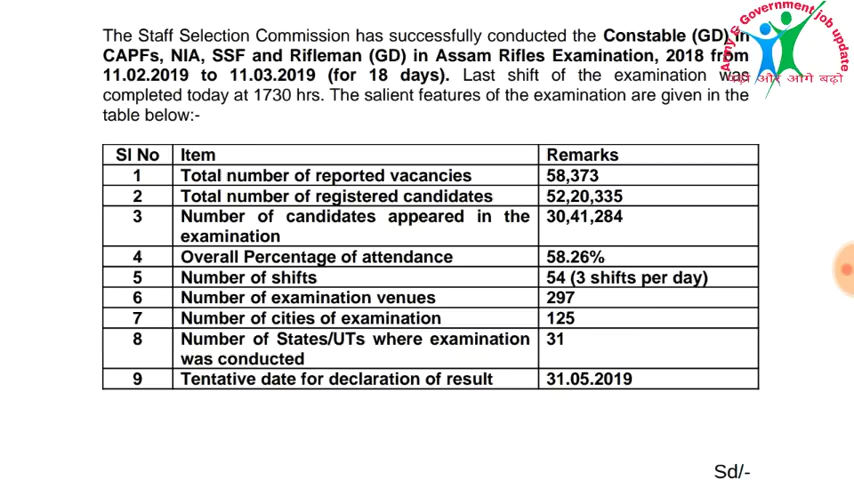 The Staff Selection Commission has successfully conducted the Constable (GD) in
CAPFs, NIA, SSF and Rifleman (GD) in Assam Rifles Examination, 2018 from
11.02.2019 to 11.03.2019 (for 18 days). Last shift of the examination was
completed today at 1730 hrs. The salient features of the examination are given in the
table below:-
Army & Government job update
और आगे बढ़ो
Sl No Item Remarks
1 Total number of reported vacancies 58,373
2 Total number of registered candidates 52,20,335
3 Number of candidates appeared in the 30,41,284
examination
4 Overall Percentage of attendance 58.26%
5 Number of shifts 54 (3 shifts per day)
6 Number of examination venues 297
7 Number of cities of examination 125
8 Number of States/UTs where examination 31
was conducted
9 Tentative date for declaration of result 31.05.2019
Sd/-